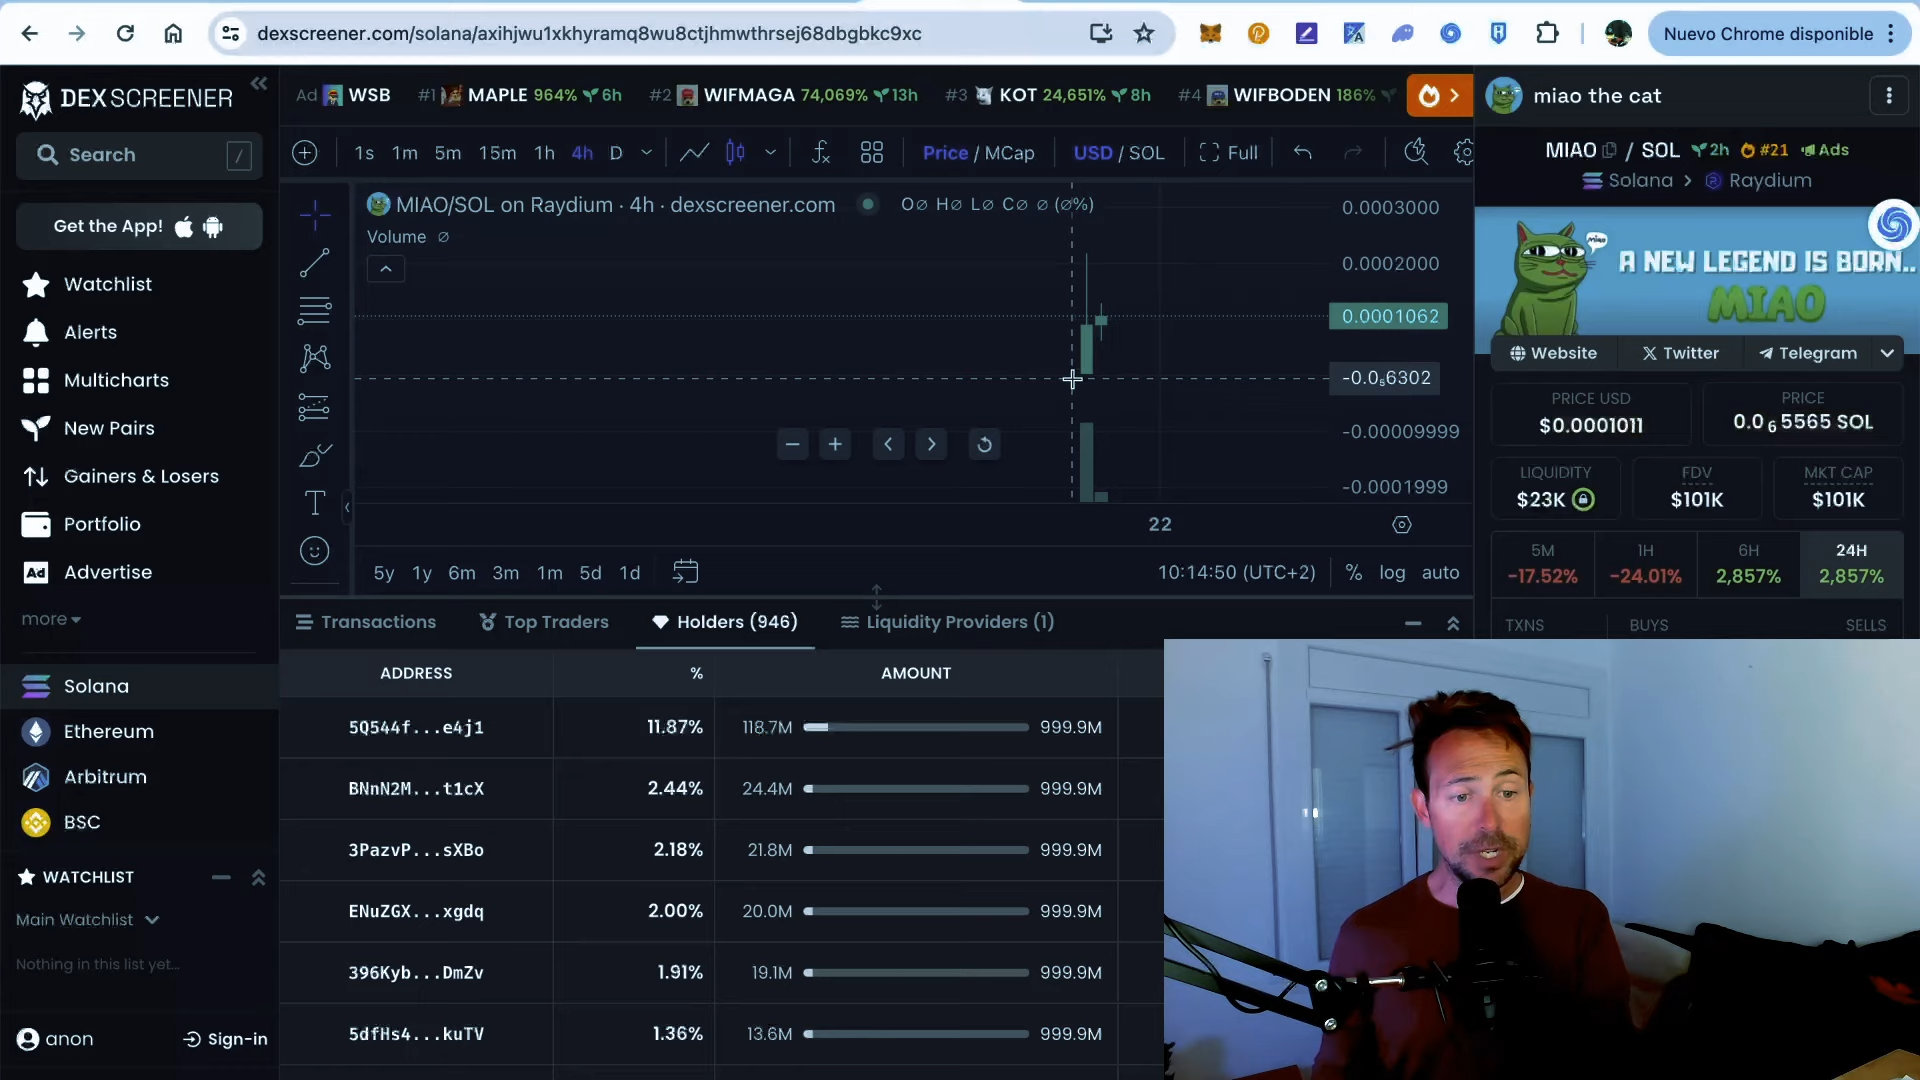 dexscreener.com/solana/axihjwu1xkhyramq8wu8ctjhmwthrsej68dbgbkc9xc
Nuevo Chrome disponible
DEXSCREENER
Search /
Get the App!
Watchlist
Alerts
Multicharts
New Pairs
Gainers & Losers
Portfolio
Ad Advertise
more
Solana
Ethereum
Arbitrum
BSC
WATCHLIST
Main Watchlist
Nothing in this list yet...
anon Sign-in
Ad WSB #1 MAPLE 964% 6h #2 WIFMAGA 74,069% 13h #3 KOT 24,651% 8h #4 WIFBODEN 186%
1s 1m 5m 15m 1h 4h D Price / MCap USD / SOL Full
MIAO/SOL on Raydium · 4h · dexscreener.com O∅ H∅ L∅ C∅ ∅ (∅%)
Volume ∅
0.0003000
0.0002000
0.0001062
-0.0₅6302
-0.00009999
-0.0001999
22
5y 1y 6m 3m 1m 5d 1d 10:14:50 (UTC+2) % log auto
Transactions Top Traders Holders (946) Liquidity Providers (1)
ADDRESS % AMOUNT
5Q544f...e4j1 11.87% 118.7M 999.9M
BNnN2M...t1cX 2.44% 24.4M 999.9M
3PazvP...sXBo 2.18% 21.8M 999.9M
ENuZGX...xgdq 2.00% 20.0M 999.9M
396Kyb...DmZv 1.91% 19.1M 999.9M
5dfHs4...kuTV 1.36% 13.6M 999.9M
miao the cat
MIAO / SOL 2h #21 Ads
Solana > Raydium
miao
A NEW LEGEND IS BORN..
MIAO
Website Twitter Telegram
PRICE USD PRICE
$0.0001011 0.0₆5565 SOL
LIQUIDITY FDV MKT CAP
$23K $101K $101K
5M 1H 6H 24H
-17.52% -24.01% 2,857% 2,857%
TXNS BUYS SELLS